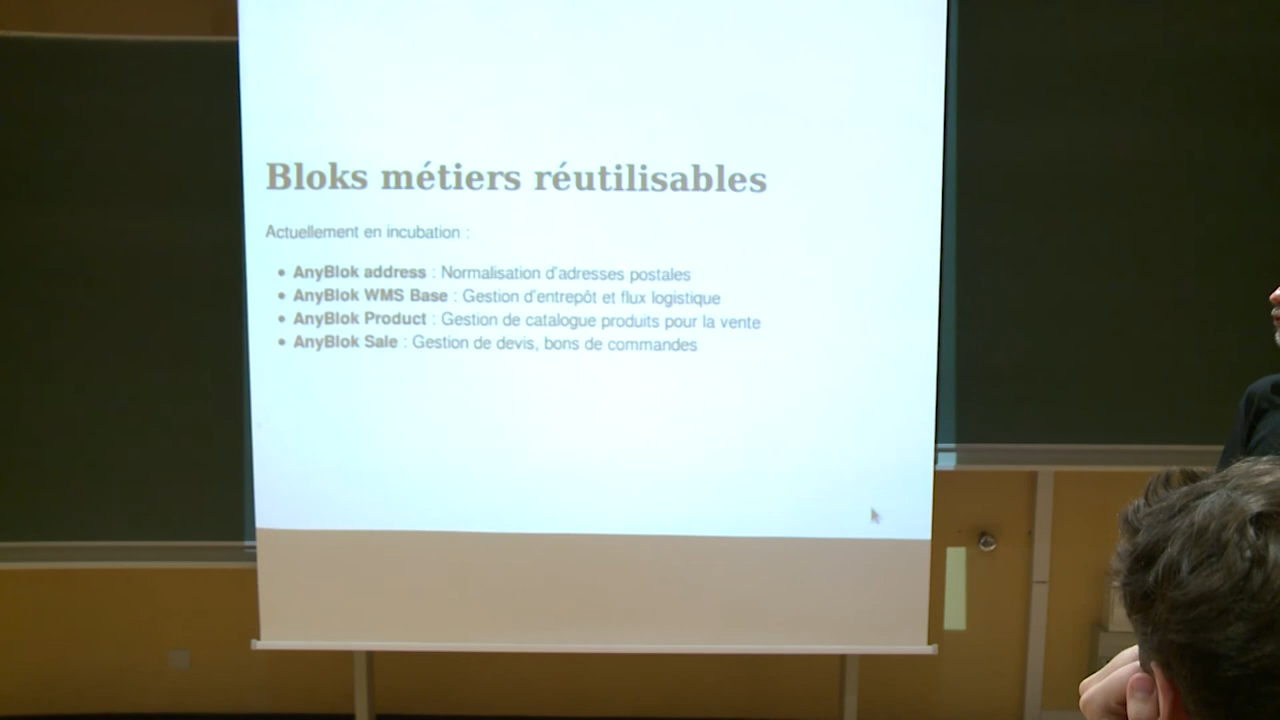 Bloks métiers réutilisables
Actuellement en incubation :
• AnyBlok address : Normalisation d'adresses postales
• AnyBlok WMS Base : Gestion d'entrepôt et flux logistique
• AnyBlok Product : Gestion de catalogue produits pour la vente
• AnyBlok Sale : Gestion de devis, bons de commandes